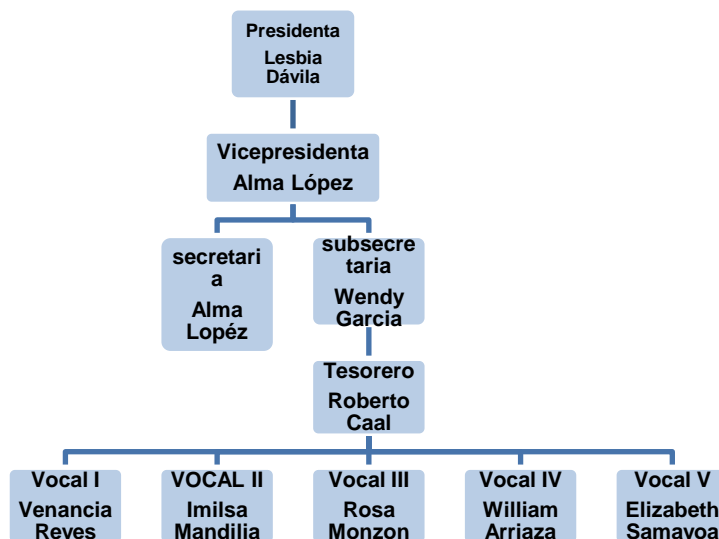 Presidenta
Lesbia
Dávila
Vicepresidenta
Alma López
secretari
a
Alma
Lopéz
subsecre
taria
Wendy
Garcia
Tesorero
Roberto
Caal
Vocal I
Venancia
Reyes
VOCAL II
Imilsa
Mandilia
Vocal III
Rosa
Monzon
Vocal IV
William
Arriaza
Vocal V
Elizabeth
Samayoa